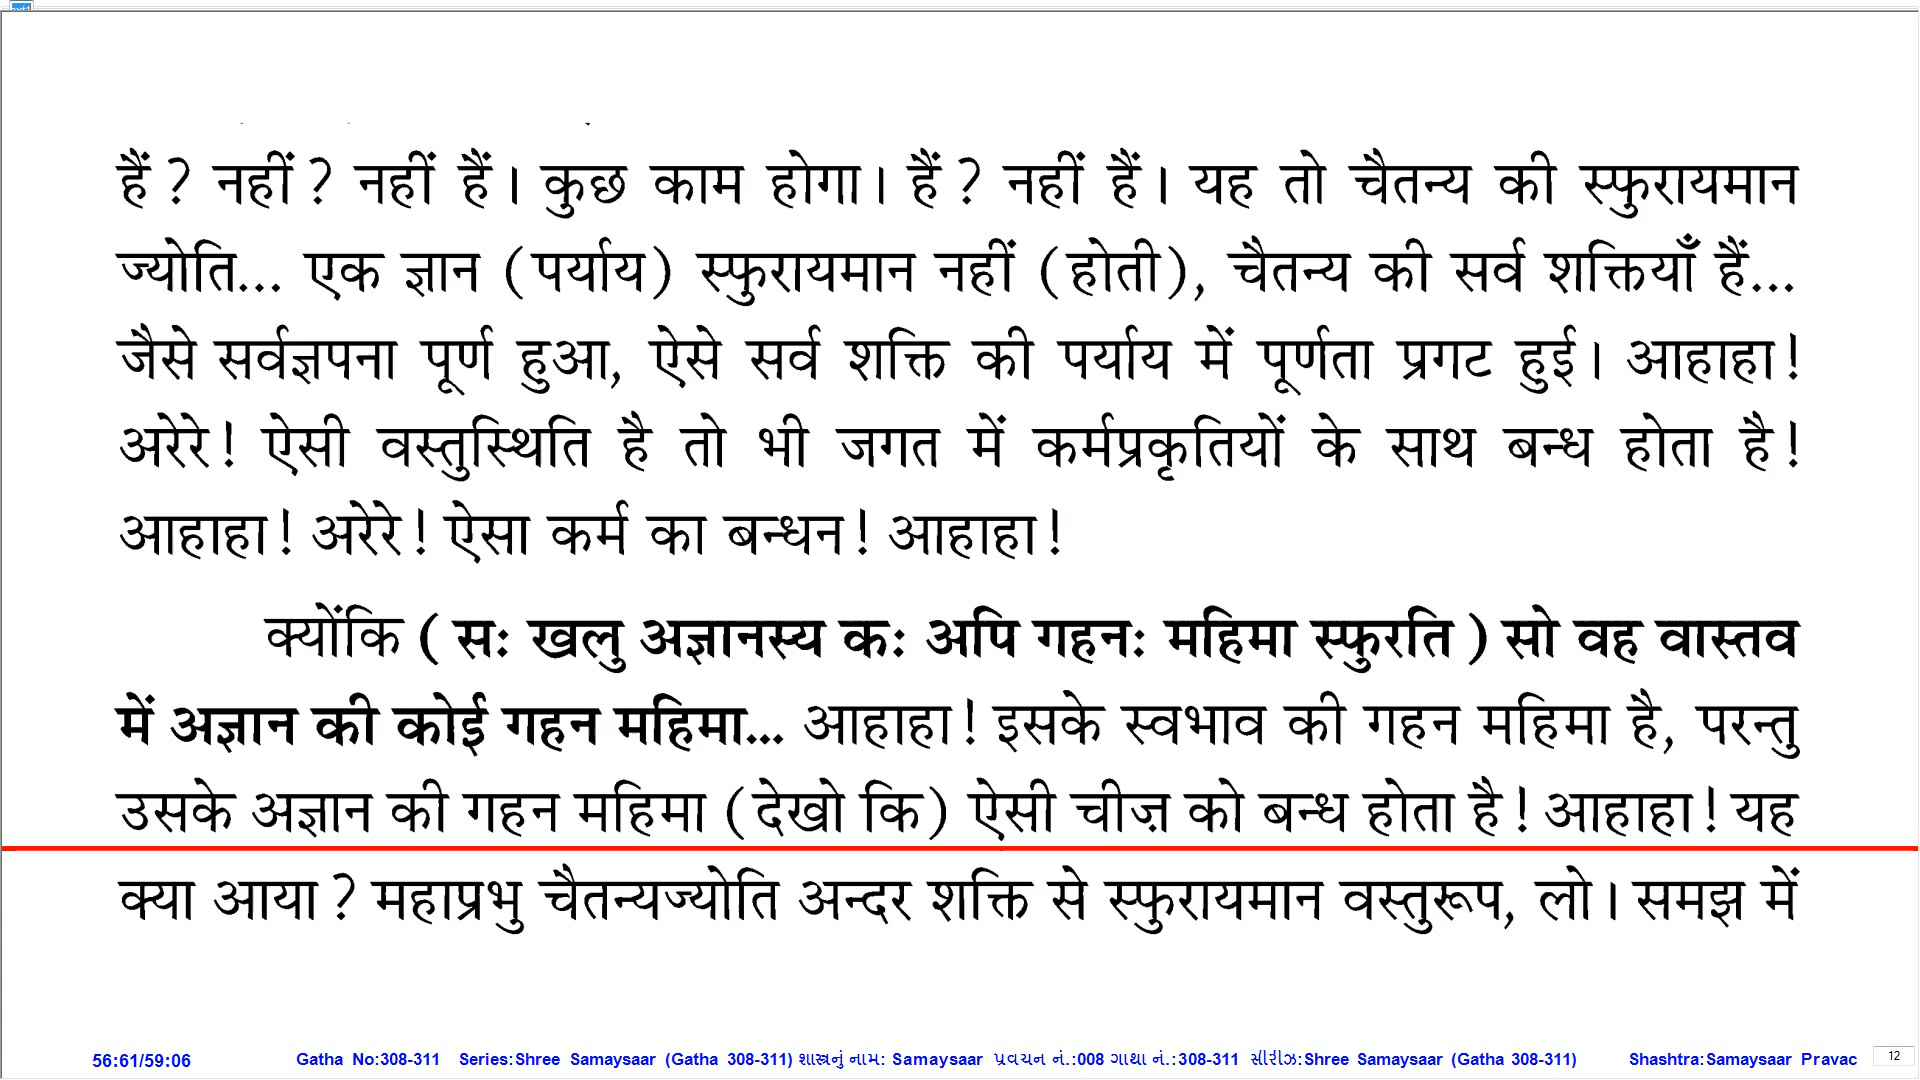 हैं ? नहीं ? नहीं हैं। कुछ काम होगा। हैं ? नहीं हैं। यह तो चैतन्य की स्फुरायमान
ज्योति... एक ज्ञान (पर्याय) स्फुरायमान नहीं (होती), चैतन्य की सर्व शक्तियाँ हैं...
जैसे सर्वज्ञपना पूर्ण हुआ, ऐसे सर्व शक्ति की पर्याय में पूर्णता प्रगट हुई। आहाहा!
अरेरे! ऐसी वस्तुस्थिति है तो भी जगत में कर्मप्रकृतियों के साथ बन्ध होता है!
आहाहा! अरेरे! ऐसा कर्म का बन्धन! आहाहा!
क्योंकि ( सः खलु अज्ञानस्य कः अपि गहनः महिमा स्फुरति ) सो वह वास्तव
में अज्ञान की कोई गहन महिमा... आहाहा! इसके स्वभाव की गहन महिमा है, परन्तु
उसके अज्ञान की गहन महिमा (देखो कि) ऐसी चीज़ को बन्ध होता है! आहाहा! यह
क्या आया? महाप्रभु चैतन्यज्योति अन्दर शक्ति से स्फुरायमान वस्तुरूप, लो। समझ में
56:61/59:06 Gatha No:308-311 Series:Shree Samaysaar (Gatha 308-311) શાસ્ત્રનું નામ: Samaysaar પ્રવચન નં.:008 ગાથા નં.:308-311 સીરીઝ:Shree Samaysaar (Gatha 308-311) Shashtra:Samaysaar Pravac 12